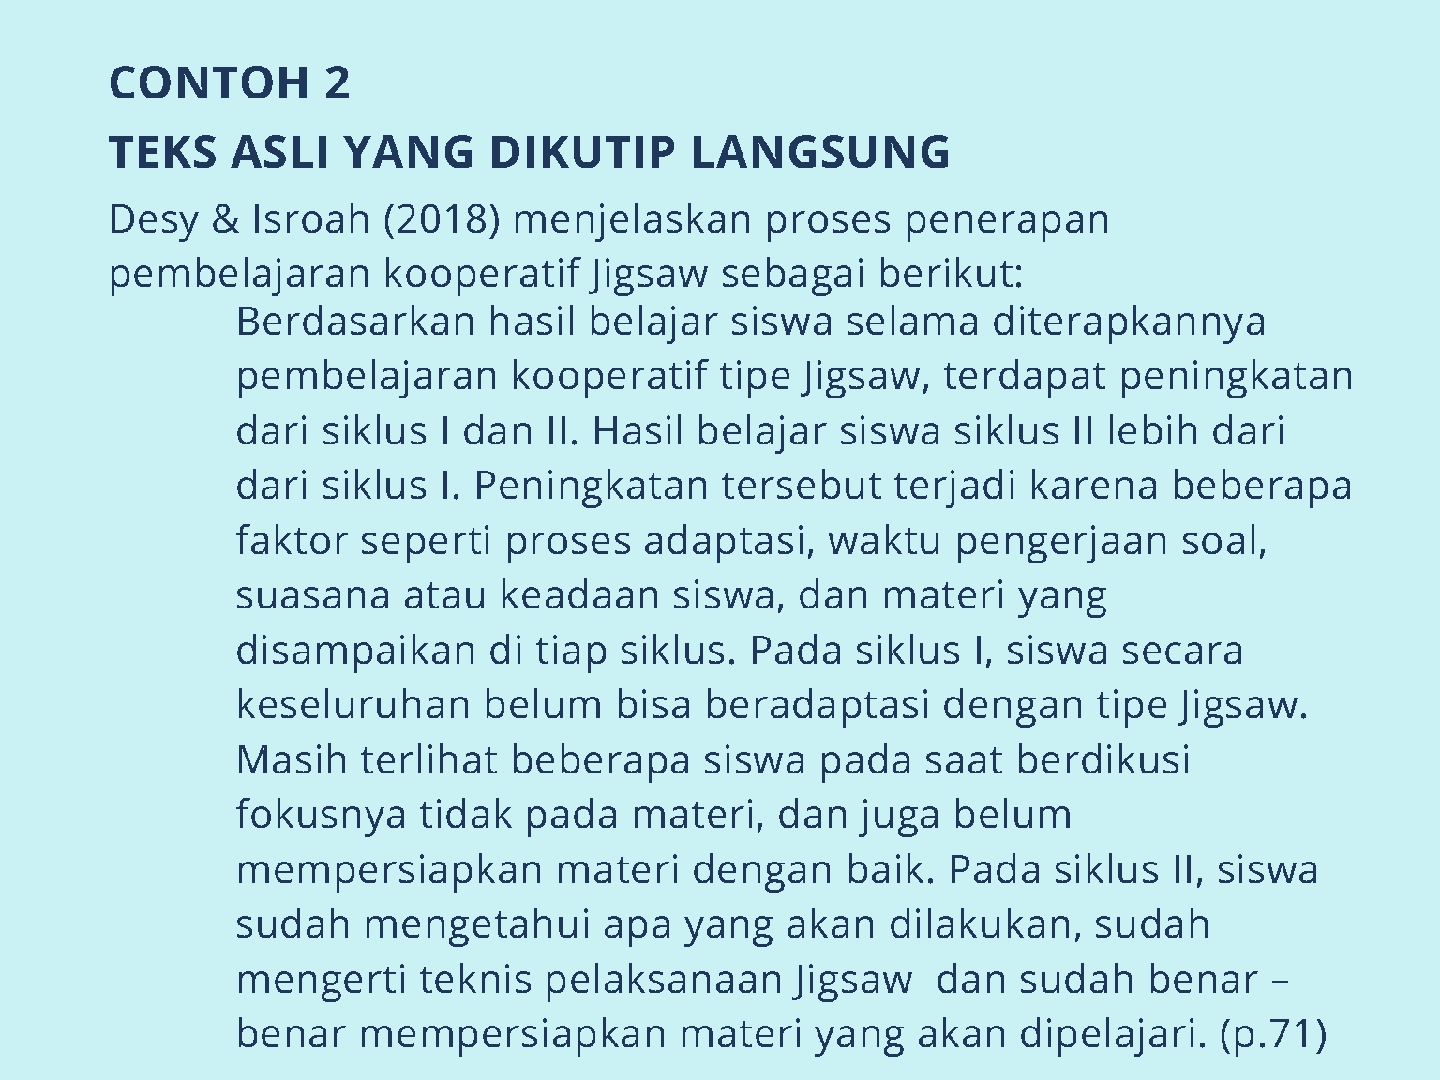 CONTOH 2
TEKS ASLI YANG DIKUTIP LANGSUNG
Desy & Isroah (2018) menjelaskan proses penerapan
pembelajaran kooperatif Jigsaw sebagai berikut:
Berdasarkan hasil belajar siswa selama diterapkannya
pembelajaran kooperatif tipe Jigsaw, terdapat peningkatan
dari siklus I dan II. Hasil belajar siswa siklus II lebih dari
dari siklus I. Peningkatan tersebut terjadi karena beberapa
faktor seperti proses adaptasi, waktu pengerjaan soal,
suasana atau keadaan siswa, dan materi yang
disampaikan di tiap siklus. Pada siklus I, siswa secara
keseluruhan belum bisa beradaptasi dengan tipe Jigsaw.
Masih terlihat beberapa siswa pada saat berdikusi
fokusnya tidak pada materi, dan juga belum
mempersiapkan materi dengan baik. Pada siklus II, siswa
sudah mengetahui apa yang akan dilakukan, sudah
mengerti teknis pelaksanaan Jigsaw  dan sudah benar –
benar mempersiapkan materi yang akan dipelajari. (p.71)